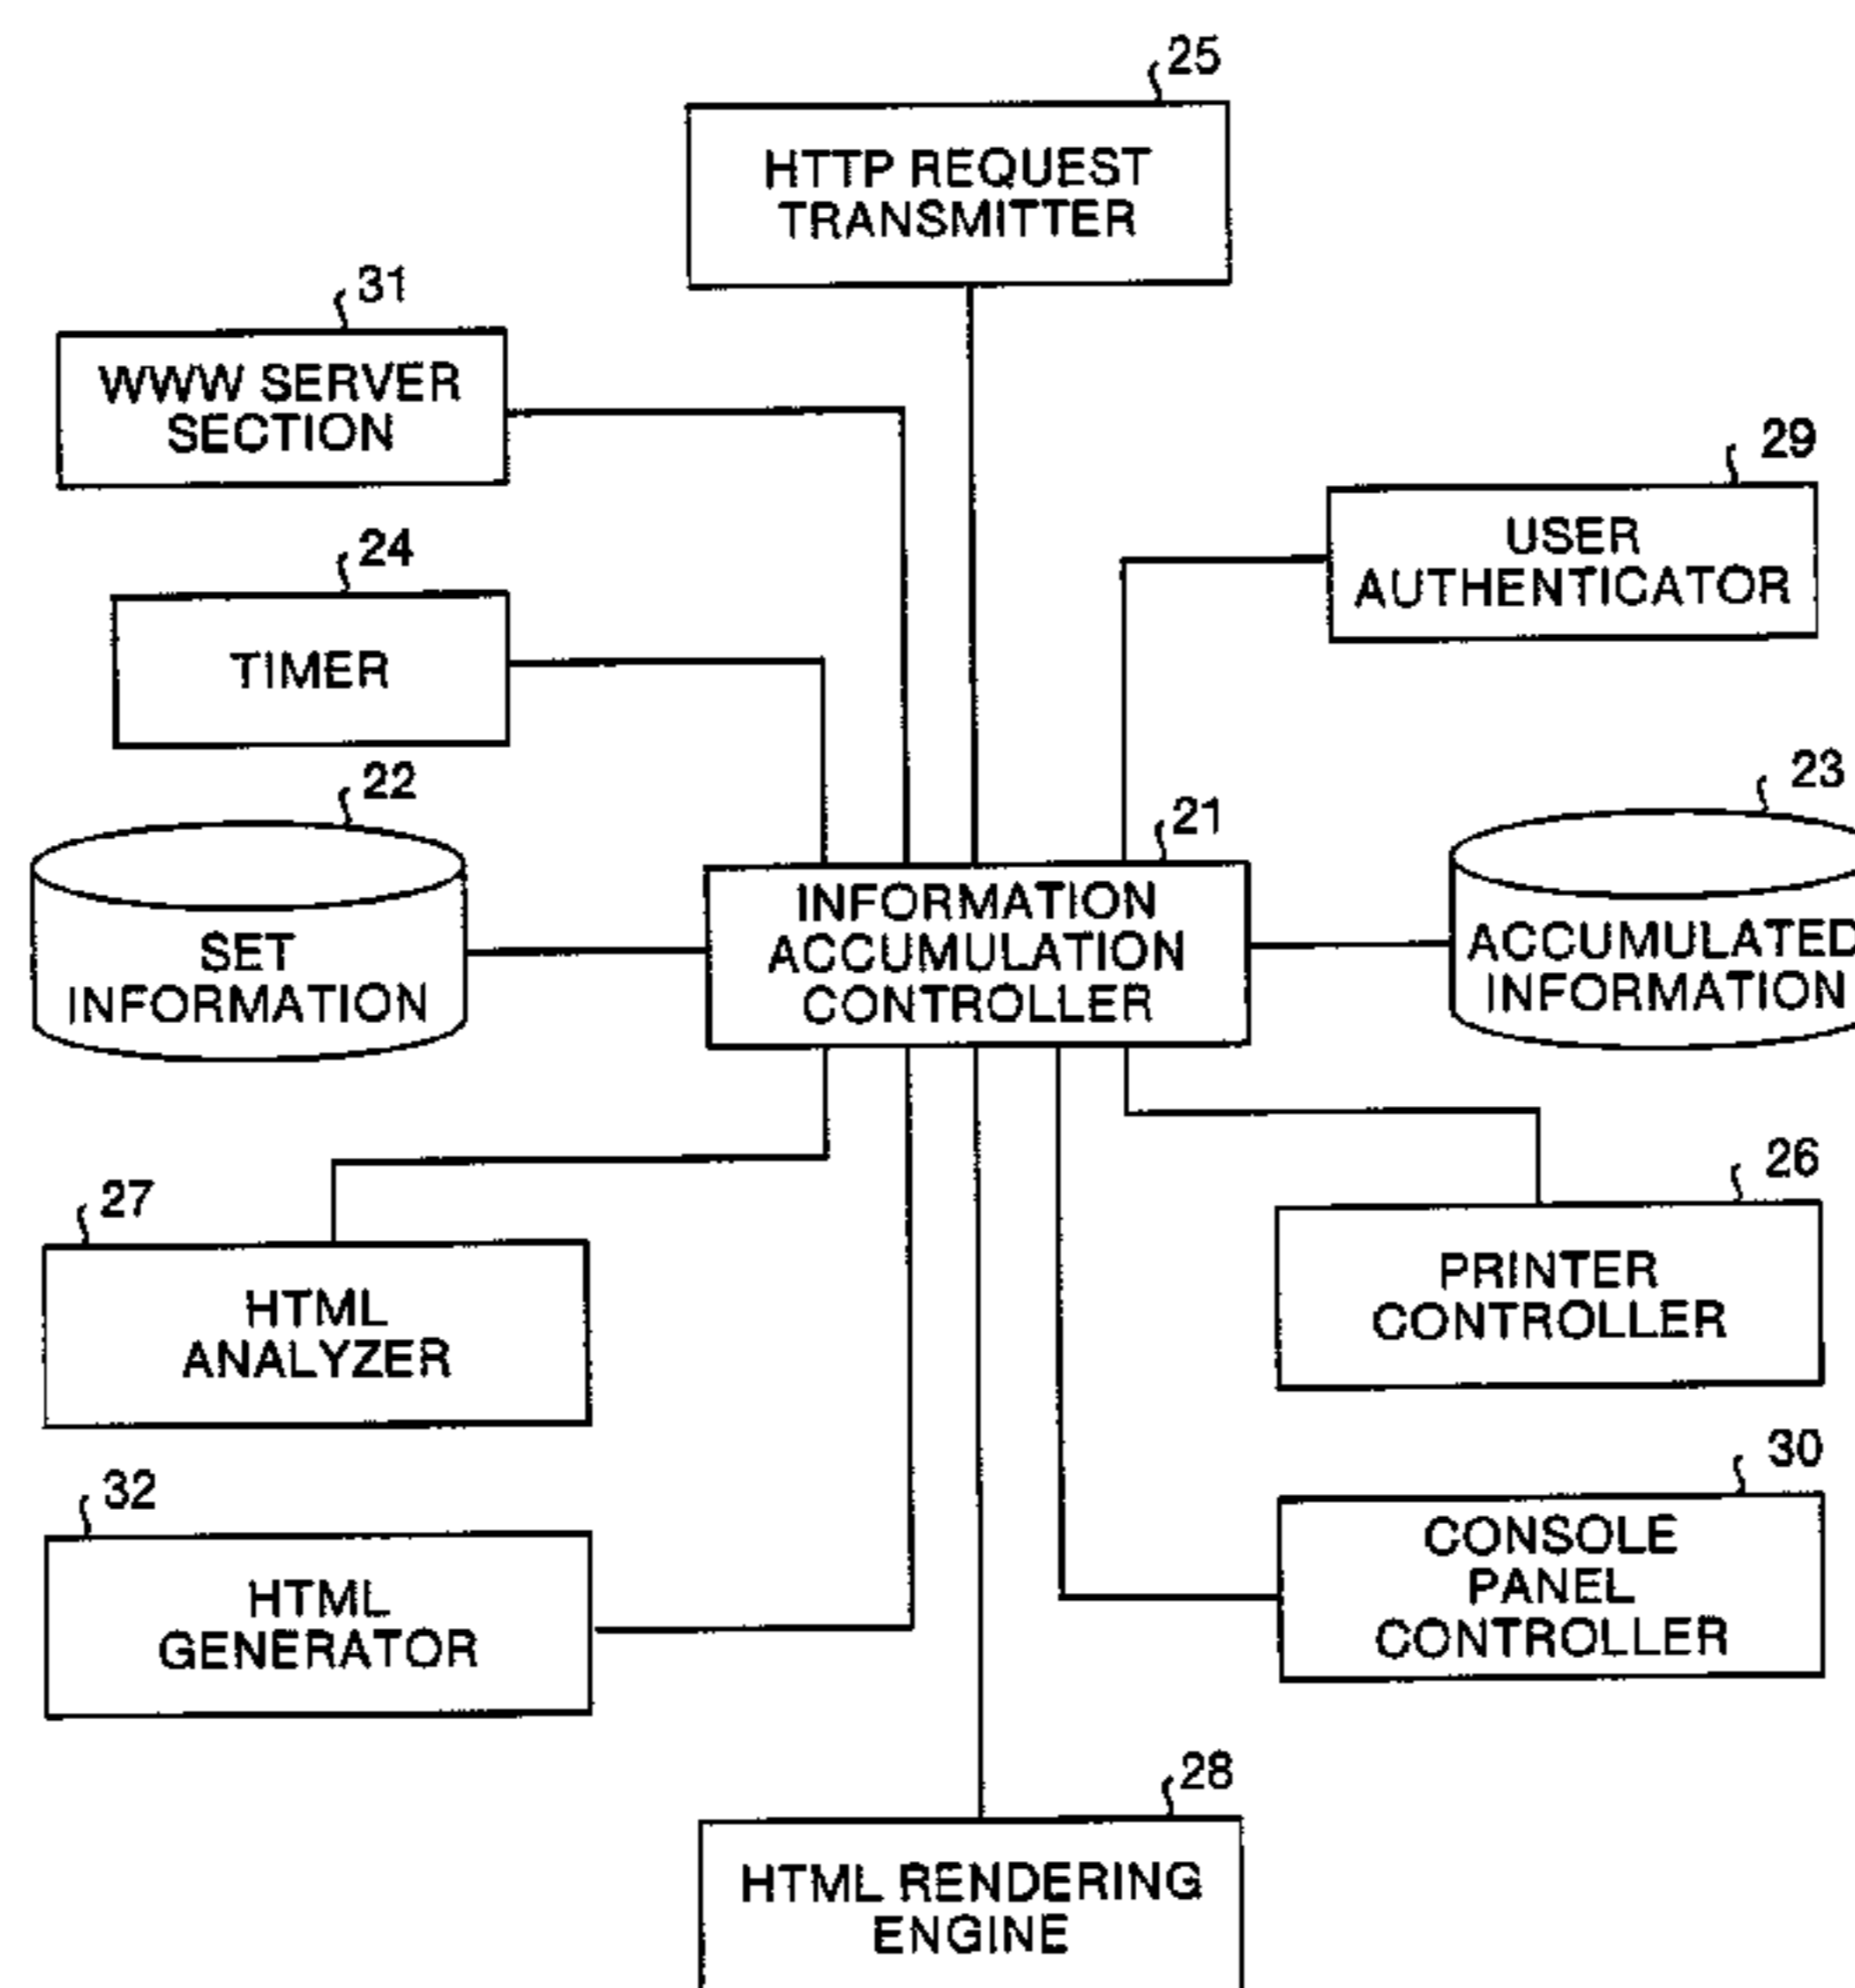 25
HTTP REQUEST
TRANSMITTER
31
WWW SERVER
SECTION
29
USER
AUTHENTICATOR
24
TIMER
22
SET
INFORMATION
21
INFORMATION
ACCUMULATION
CONTROLLER
23
ACCUMULATED
INFORMATION
27
HTML
ANALYZER
26
PRINTER
CONTROLLER
32
HTML
GENERATOR
30
CONSOLE
PANEL
CONTROLLER
28
HTML RENDERING
ENGINE